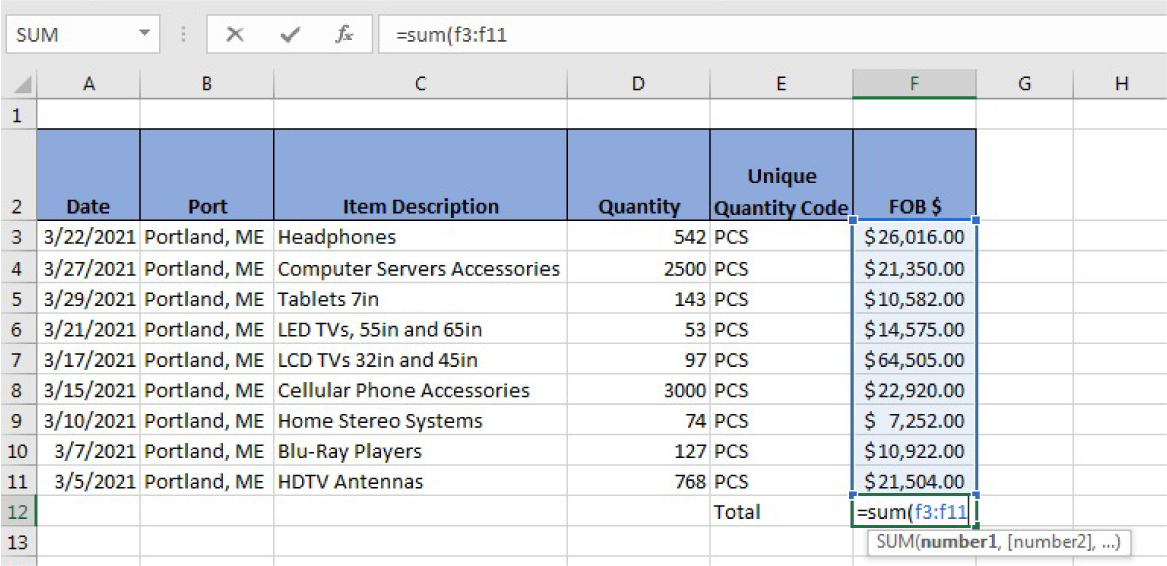 SUM =sum(f3:f11
A B C D E F G H
1
Unique
2 Date Port Item Description Quantity Quantity Code FOB $
3 3/22/2021 Portland, ME Headphones 542 PCS $26,016.00
4 3/27/2021 Portland, ME Computer Servers Accessories 2500 PCS $21,350.00
5 3/29/2021 Portland, ME Tablets 7in 143 PCS $10,582.00
6 3/21/2021 Portland, ME LED TVs, 55in and 65in 53 PCS $14,575.00
7 3/17/2021 Portland, ME LCD TVs 32in and 45in 97 PCS $64,505.00
8 3/15/2021 Portland, ME Cellular Phone Accessories 3000 PCS $22,920.00
9 3/10/2021 Portland, ME Home Stereo Systems 74 PCS $ 7,252.00
10 3/7/2021 Portland, ME Blu-Ray Players 127 PCS $10,922.00
11 3/5/2021 Portland, ME HDTV Antennas 768 PCS $21,504.00
12 Total =sum(f3:f11
13 SUM(number1, [number2], ...)